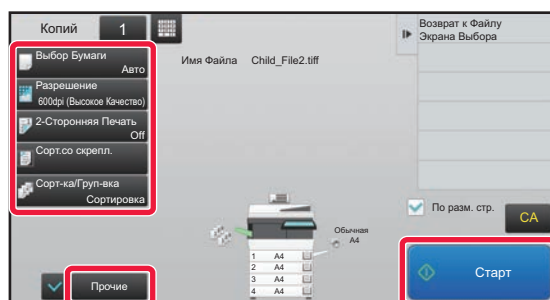 Копий 1
Возврат к Файлу
Экрана Выбора
Выбор Бумаги
Авто
Имя Файла Child_File2.tiff
Разрешение
600dpi (Высокое Качество)
2-Сторонняя Печать
Off
Сорт.со скрепл.
Сорт-ка/Груп-вка
Сортировка
По разм. стр.
CA
Обычная
A4
1 A4
2 A4
3 A4
4 A4
Прочие
Старт